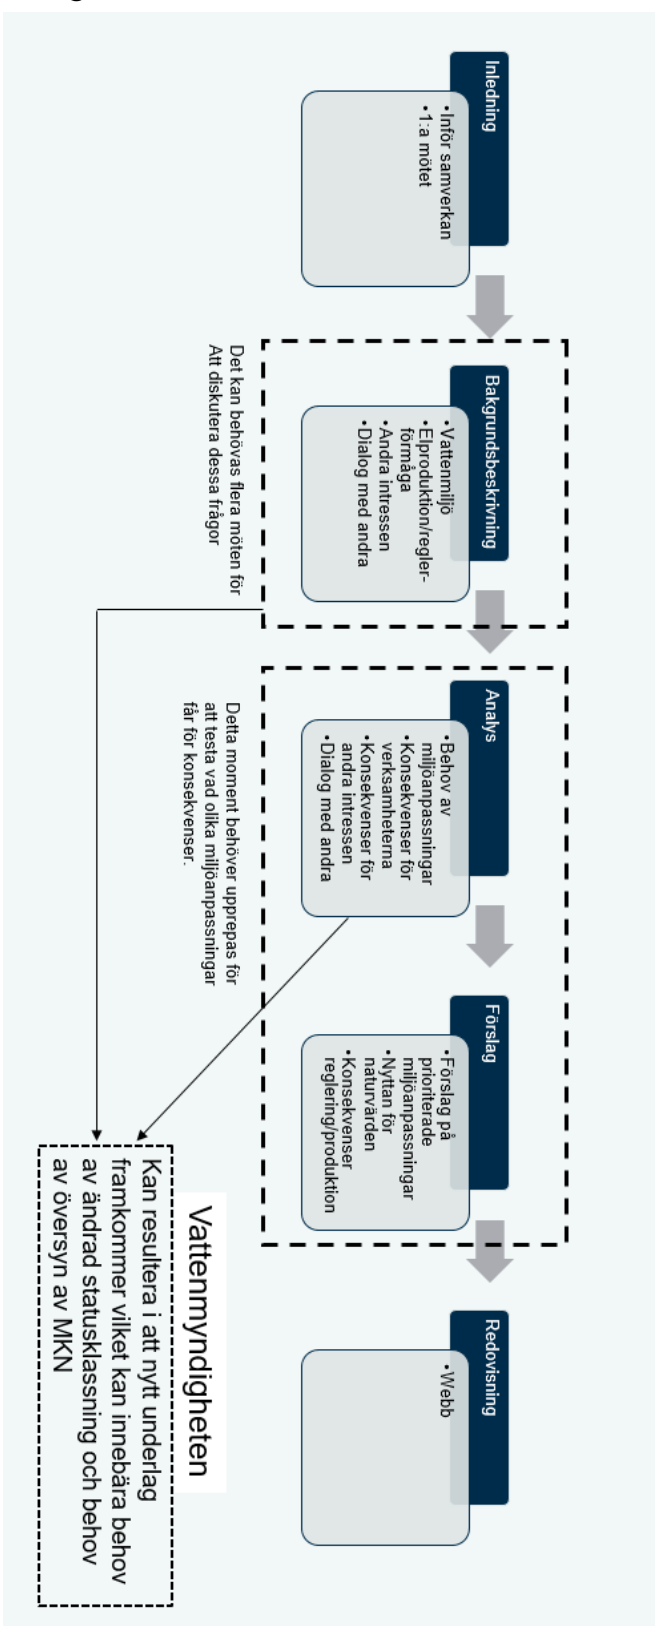 Inledning
•Inför samverkan
•1:a mötet
Bakgrundsbeskrivning
•Vattenmiljö
•Elproduktion/regler-
förmåga
•Andra intressen
•Dialog med andra
Det kan behövas flera möten för
Att diskutera dessa frågor
Analys
•Behov av
miljöanpassningar
•Konsekvenser för
verksamheterna
•Konsekvenser för
andra intressen
•Dialog med andra
Detta moment behöver upprepas för
att testa vad olika miljöanpassningar
får för konsekvenser.
Förslag
•Förslag på
prioriterade
miljöanpassningar
•Nyttan för
naturvärden
•Konsekvenser
reglering/produktion
Redovisning
•Webb
Vattenmyndigheten
Kan resultera i att nytt underlag
framkommer vilket kan innebära behov
av ändrad statusklassning och behov
av översyn av MKN